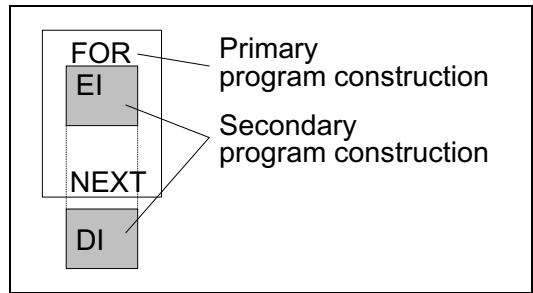 FOR
EI
NEXT
DI
Primary
program construction
Secondary
program construction